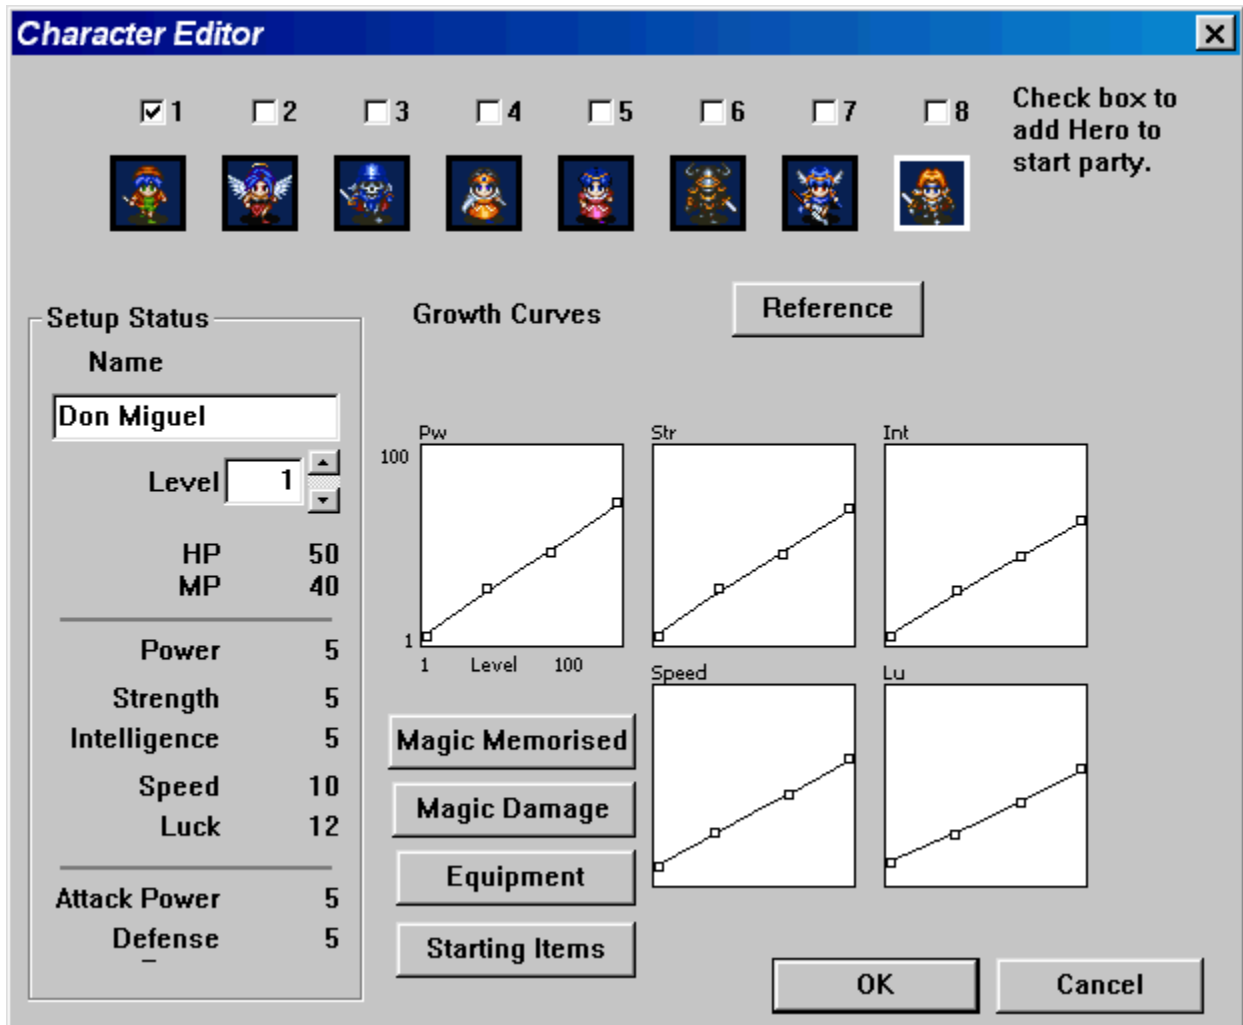 Character Editor
1 2 3 4 5 6 7 8
Check box to
add Hero to
start party.
Setup Status
Name
Don Miguel
Level 1
HP 50
MP 40
Power 5
Strength 5
Intelligence 5
Speed 10
Luck 12
Attack Power 5
Defense 5
Growth Curves
Reference
Pw
100
1
1 Level 100
Str
Int
Speed
Lu
Magic Memorised
Magic Damage
Equipment
Starting Items
OK
Cancel